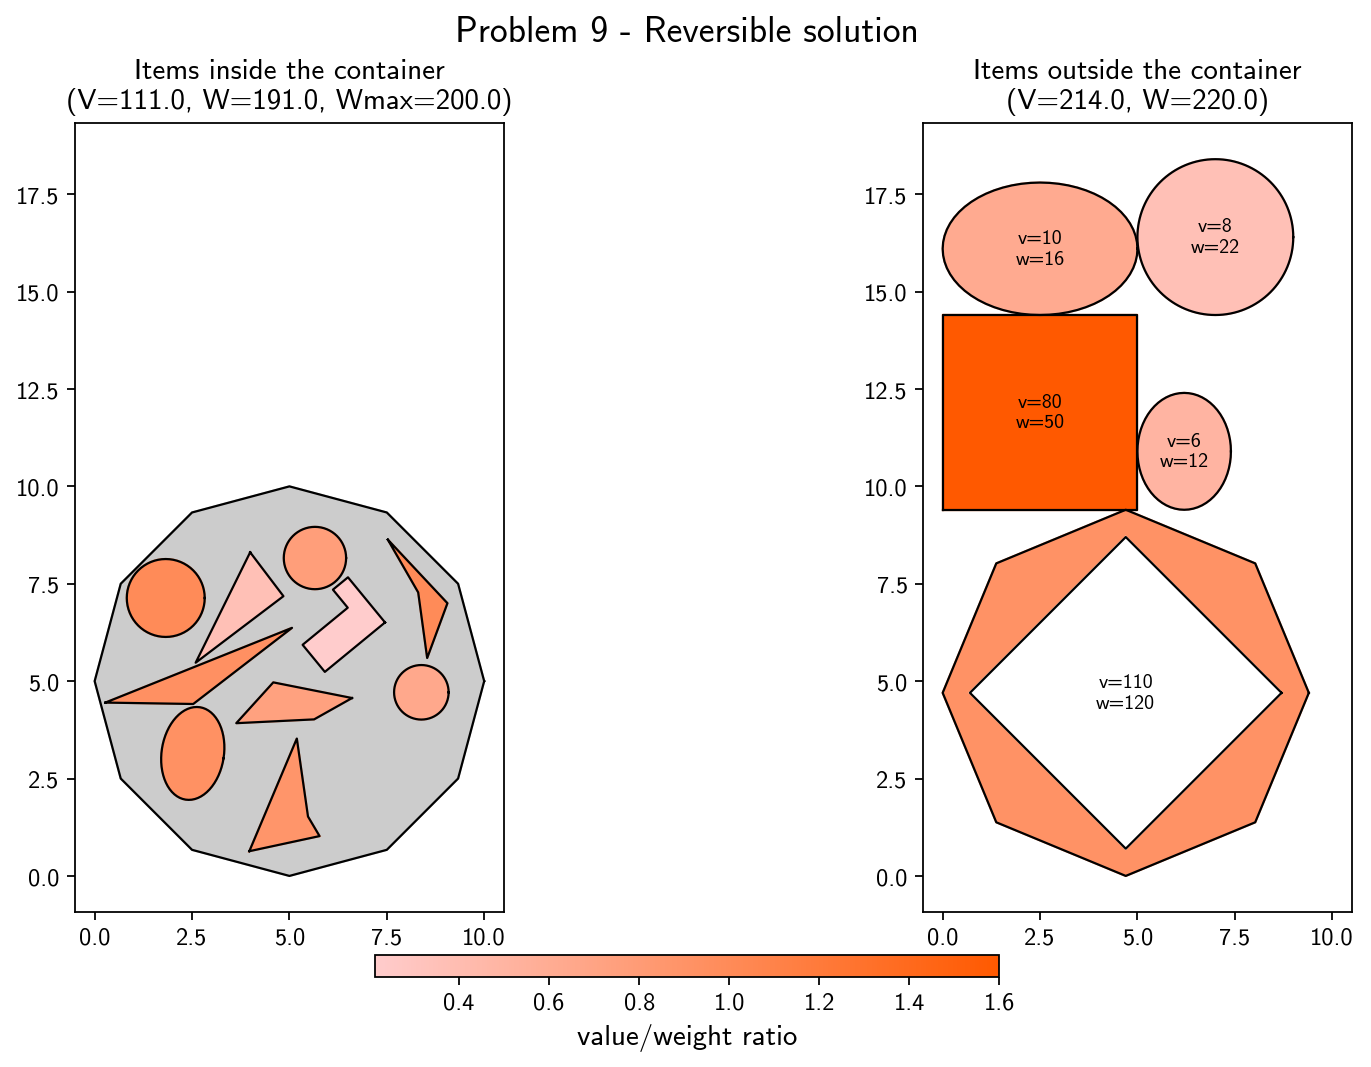 Problem 9 - Reversible solution
Items inside the container
(V=111.0, W=191.0, Wmax=200.0)
17.5
15.0
12.5
10.0
7.5
5.0
2.5
0.0
0.0 2.5 5.0 7.5 10.0
Items outside the container
(V=214.0, W=220.0)
17.5
15.0
12.5
10.0
7.5
5.0
2.5
0.0
v=10
w=16
v=8
w=22
v=80
w=50
v=6
w=12
v=110
w=120
0.0 2.5 5.0 7.5 10.0
0.4 0.6 0.8 1.0 1.2 1.4 1.6
value/weight ratio